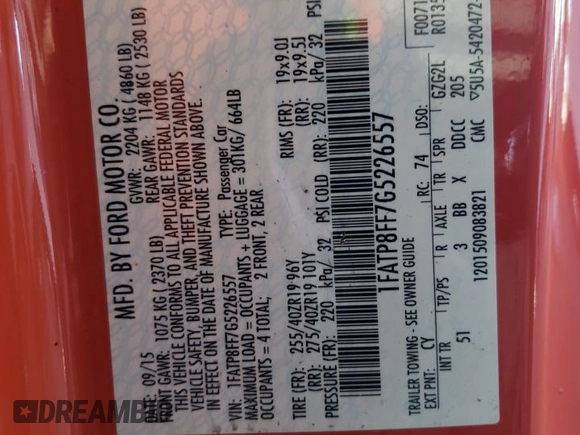 MFD. BY FORD MOTOR CO.
DATE: 09/15 GVWR: 2204 KG ( 4860 LB)
FRONT GAWR: 1075 KG ( 2370 LB) REAR GAWR: 1148 KG ( 2530 LB)
THIS VEHICLE CONFORMS TO ALL APPLICABLE FEDERAL MOTOR
VEHICLE SAFETY, BUMPER, AND THEFT PREVENTION STANDARDS
IN EFFECT ON THE DATE OF MANUFACTURE SHOWN ABOVE.
VIN: 1FATP8FF7G5226557 TYPE: Passenger Car
MAXIMUM LOAD = OCCUPANTS + LUGGAGE = 301KG/ 664LB
OCCUPANTS = 4 TOTAL: 2 FRONT, 2 REAR
TIRE (FR): 255/40ZR19 96Y RIMS (FR): 19x9.0J
(RR): 275/40ZR19 101Y (RR): 19x9.5J
PRESSURE (FR): 220 kPa/ 32 PSI COLD (RR): 220 kPa/ 32 PSI
1FATP8FF7G5226557
TRAILER TOWING - SEE OWNER GUIDE
F0071
R0135
EXT PNT: CY RC: 74 DSO: GZG2L
INT TR TP/PS R AXLE TR SPR 205
51 3 BB X DDCC
1201509083821 CMC ▽5U5A-5420472-
DREAMBID